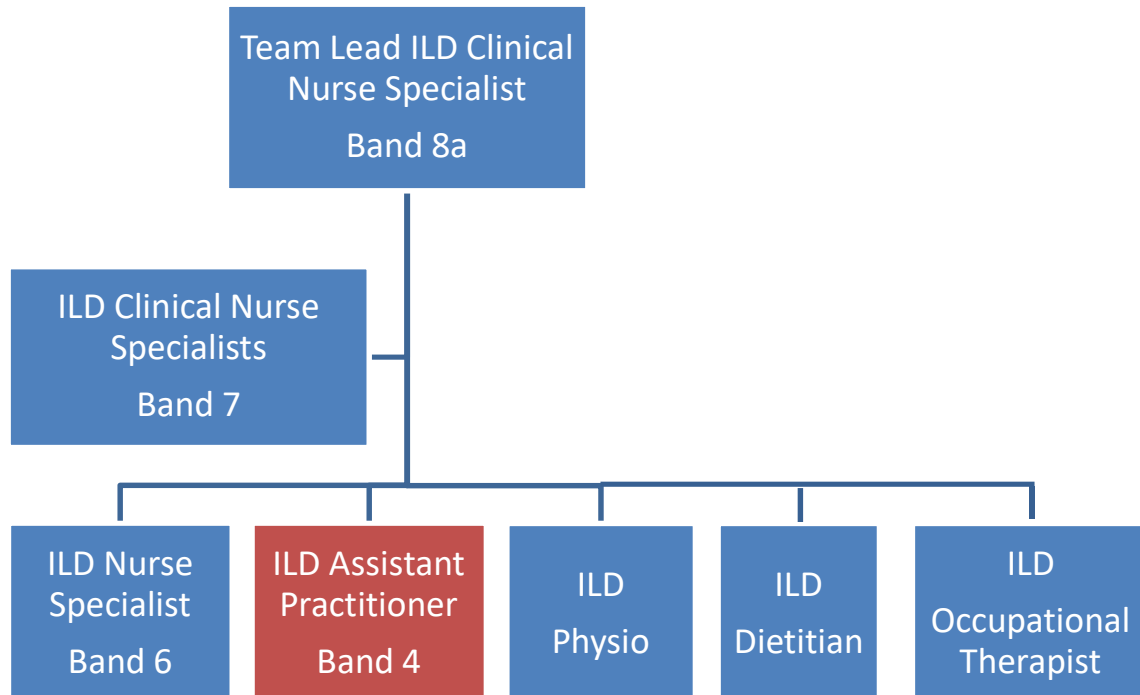 Team Lead ILD Clinical
Nurse Specialist
Band 8a
ILD Clinical Nurse
Specialists
Band 7
ILD Nurse
Specialist
Band 6
ILD Assistant
Practitioner
Band 4
ILD
Physio
ILD
Dietitian
ILD
Occupational
Therapist